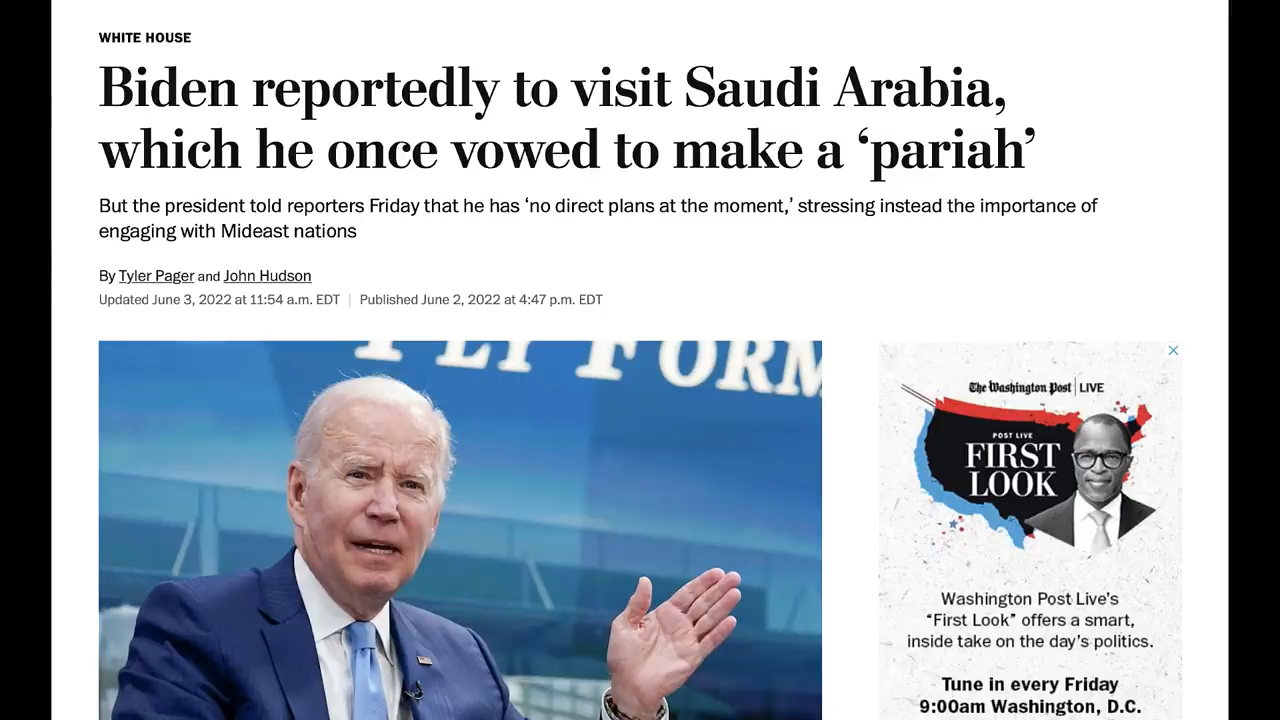 WHITE HOUSE
Biden reportedly to visit Saudi Arabia,
which he once vowed to make a ‘pariah’
But the president told reporters Friday that he has ‘no direct plans at the moment,’ stressing instead the importance of
engaging with Mideast nations
By Tyler Pager and John Hudson
Updated June 3, 2022 at 11:54 a.m. EDT | Published June 2, 2022 at 4:47 p.m. EDT
FORM
The Washington Post | LIVE
POST LIVE
FIRST
LOOK
Washington Post Live’s
“First Look” offers a smart,
inside take on the day’s politics.
Tune in every Friday
9:00am Washington, D.C.